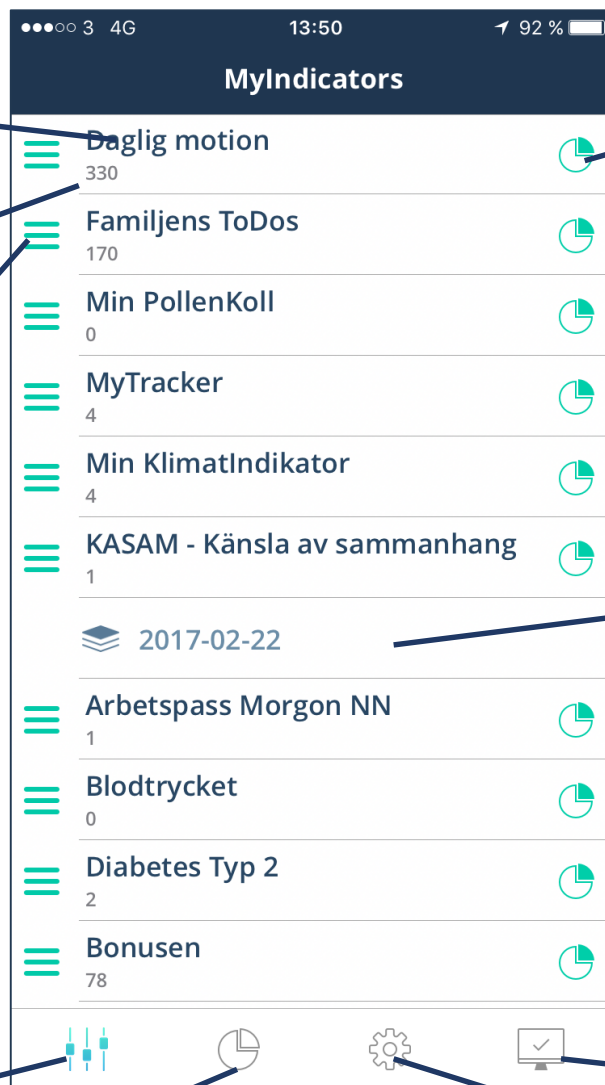 3 4G 13:50 92 %
MyIndicators
Daglig motion
330
Familjens ToDos
170
Min PollenKoll
0
MyTracker
4
Min KlimatIndikator
4
KASAM - Känsla av sammanhang
1
2017-02-22
Arbetspass Morgon NN
1
Blodtrycket
0
Diabetes Typ 2
2
Bonusen
78